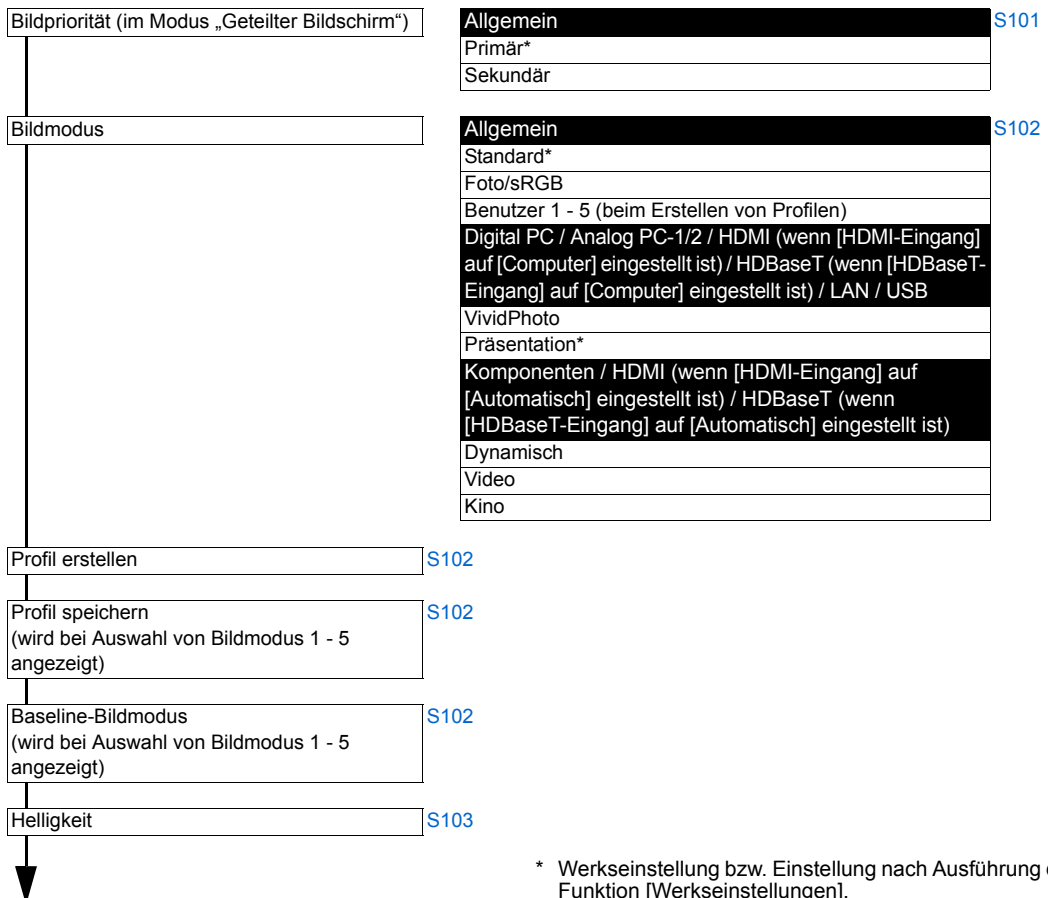 Bildpriorität (im Modus „Geteilter Bildschirm“)
Allgemein
S101
Primär*
Sekundär
Bildmodus
Allgemein
S102
Standard*
Foto/sRGB
Benutzer 1 - 5 (beim Erstellen von Profilen)
Digital PC / Analog PC-1/2 / HDMI (wenn [HDMI-Eingang]
auf [Computer] eingestellt ist) / HDBaseT (wenn [HDBaseT-
Eingang] auf [Computer] eingestellt ist) / LAN / USB
VividPhoto
Präsentation*
Komponenten / HDMI (wenn [HDMI-Eingang] auf
[Automatisch] eingestellt ist) / HDBaseT (wenn
[HDBaseT-Eingang] auf [Automatisch] eingestellt ist)
Dynamisch
Video
Kino
Profil erstellen
S102
Profil speichern
S102
(wird bei Auswahl von Bildmodus 1 - 5
angezeigt)
Baseline-Bildmodus
S102
(wird bei Auswahl von Bildmodus 1 - 5
angezeigt)
Helligkeit
S103
* Werkseinstellung bzw. Einstellung nach Ausführung
Funktion [Werkseinstellungen].